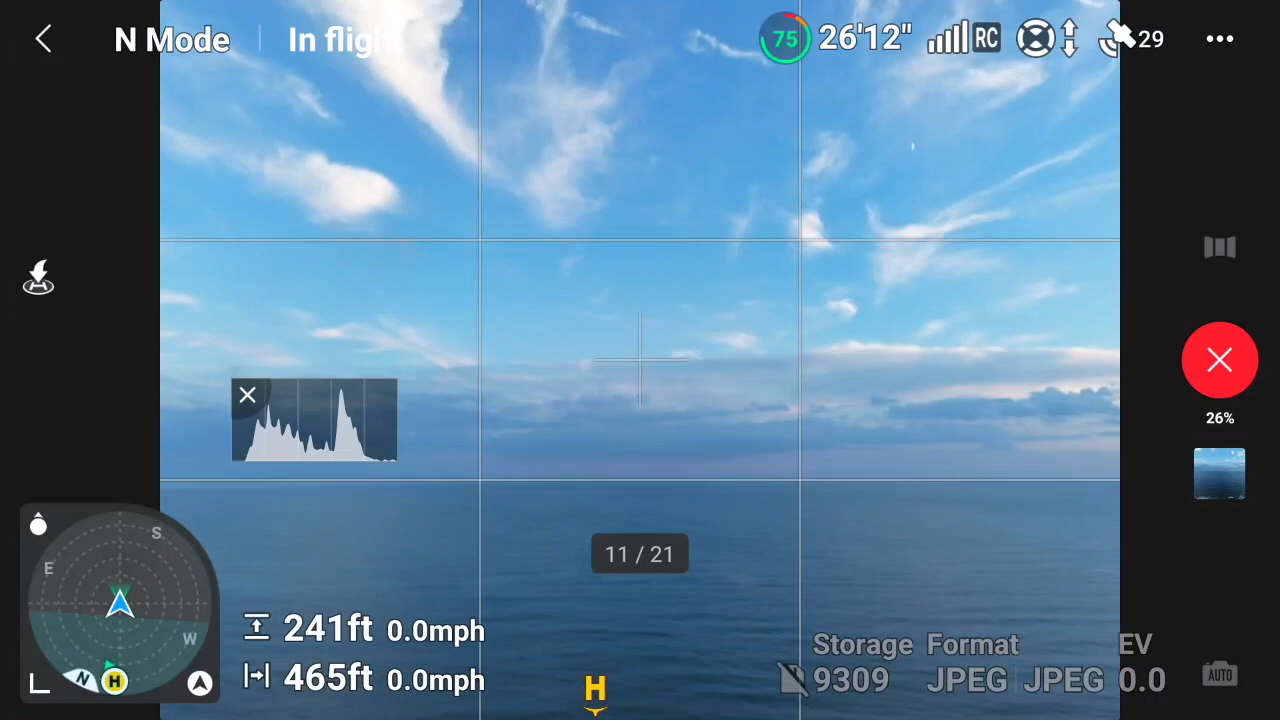 N Mode In flight 75 26'12" RC 29
26%
S
E
11 / 21
W
241ft 0.0mph
Storage Format EV
N H
465ft 0.0mph
H
9309 JPEG JPEG 0.0
AUTO